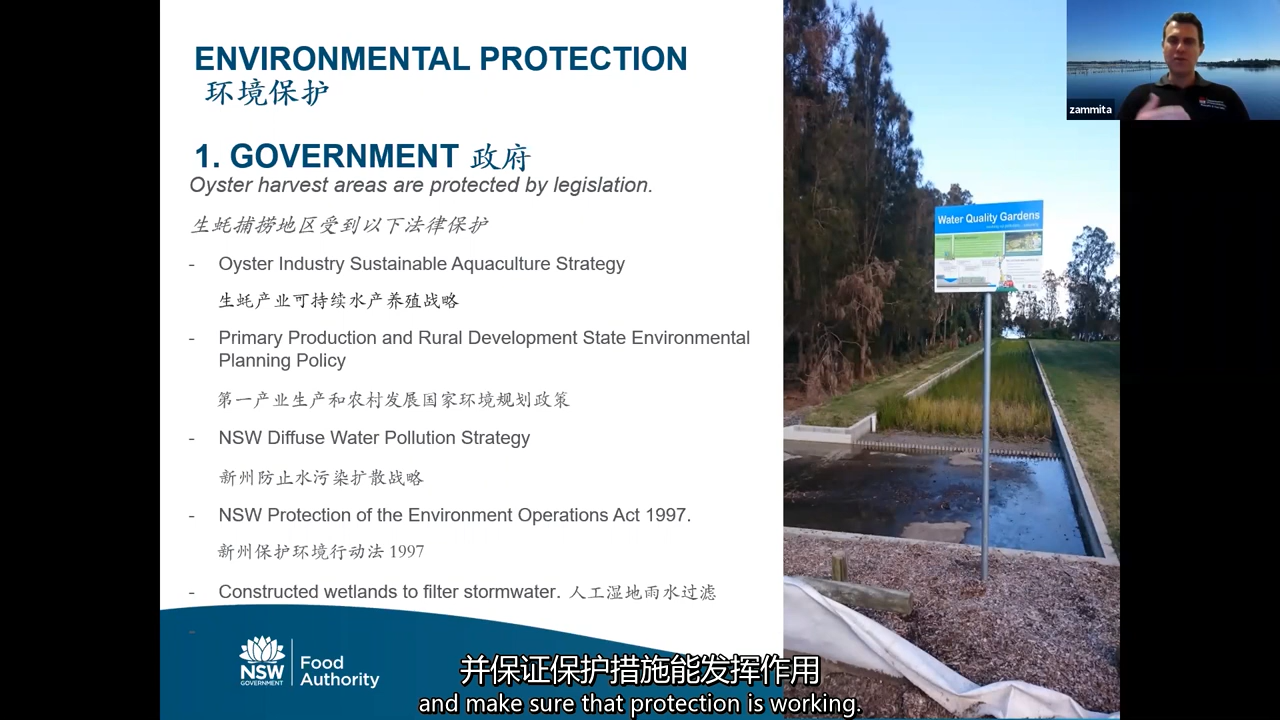 ENVIRONMENTAL PROTECTION
环境保护
1. GOVERNMENT 政府
Oyster harvest areas are protected by legislation.
生蚝捕捞地区受到以下法律保护
- Oyster Industry Sustainable Aquaculture Strategy
生蚝产业可持续水产养殖战略
- Primary Production and Rural Development State Environmental
Planning Policy
第一产业生产和农村发展国家环境规划政策
- NSW Diffuse Water Pollution Strategy
新州防止水污染扩散战略
- NSW Protection of the Environment Operations Act 1997.
新州保护环境行动法 1997
- Constructed wetlands to filter stormwater. 人工湿地雨水过滤
-
NSW
GOVERNMENT
Food
Authority
Water Quality Gardens
zammita
并保证保护措施能发挥作用
and make sure that protection is working.